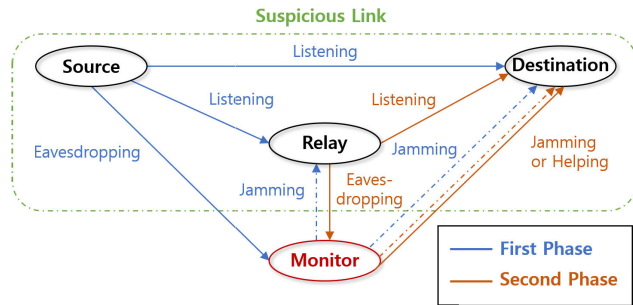 Suspicious Link
Listening
Source
Destination
Listening
Listening
Eavesdropping
Relay
Jamming
Jamming
or Helping
Jamming
Eaves-
dropping
Monitor
First Phase
Second Phase